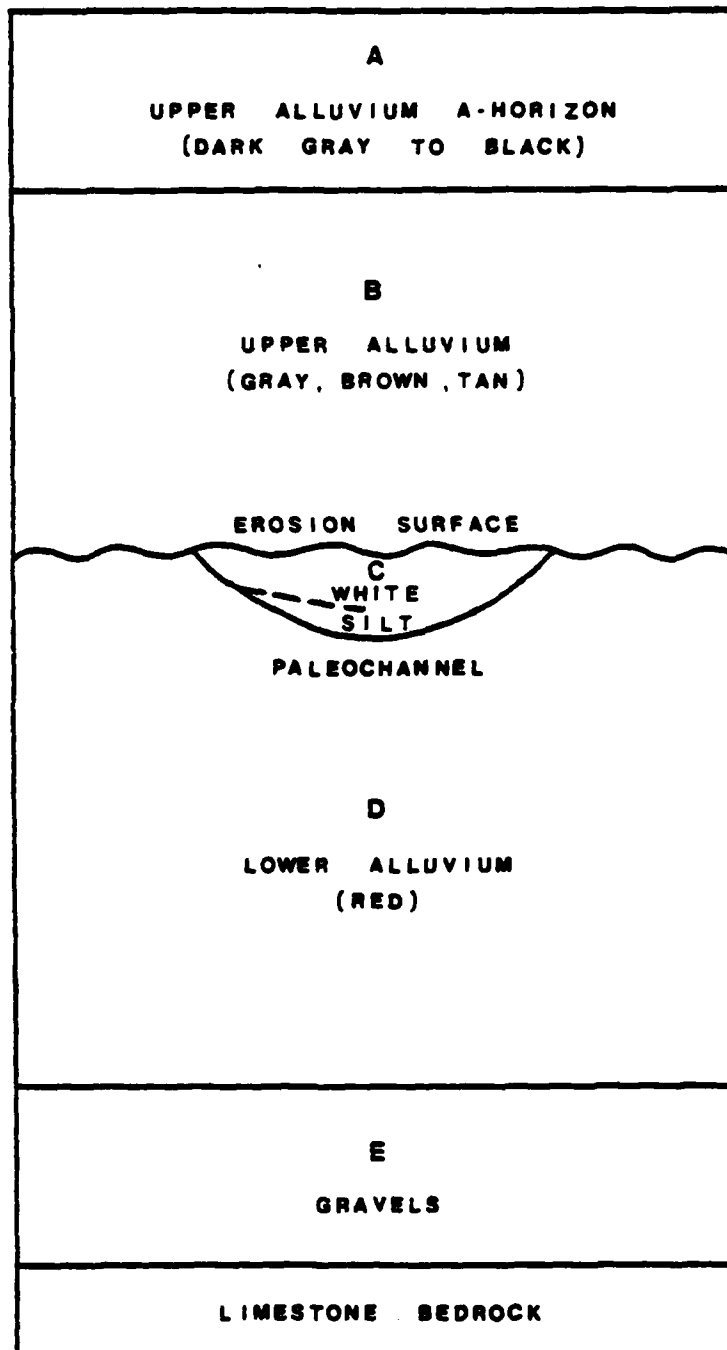 A
UPPER ALLUVIUM A-HORIZON
(DARK GRAY TO BLACK)
B
UPPER ALLUVIUM
(GRAY, BROWN, TAN)
EROSION SURFACE
C
WHITE
SILT
PALEOCHANNEL
D
LOWER ALLUVIUM
(RED)
E
GRAVELS
LIMESTONE BEDROCK